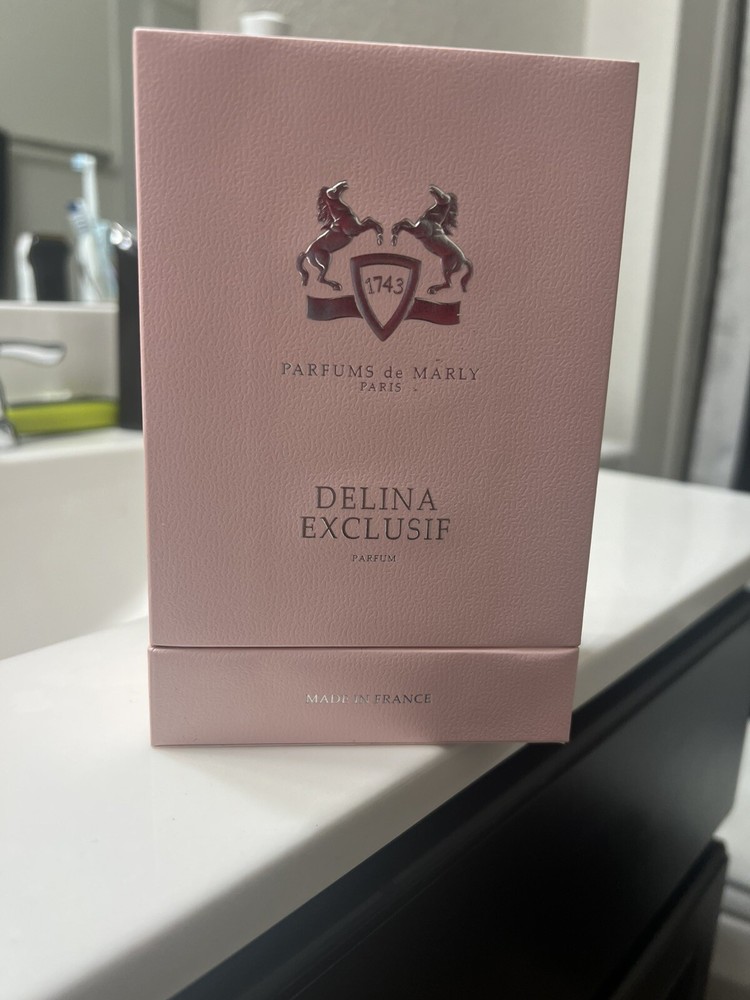 1743
PARFUMS de MARLY
PARIS
DELINA
EXCLUSIF
PARFUM
MADE IN FRANCE